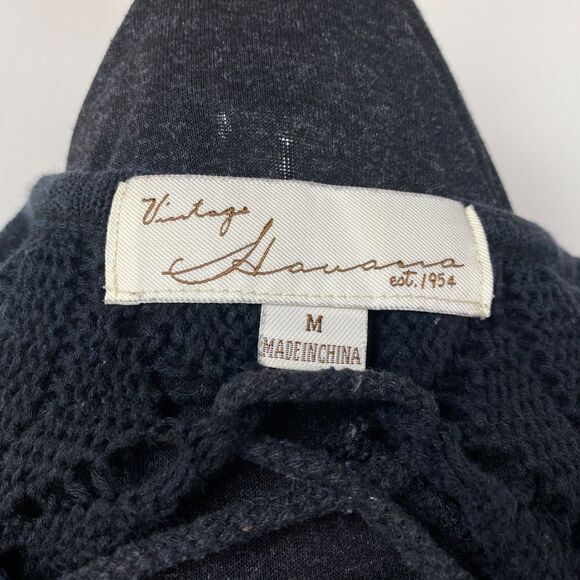 Vintage
Havana
est. 1954
M
MADE IN CHINA